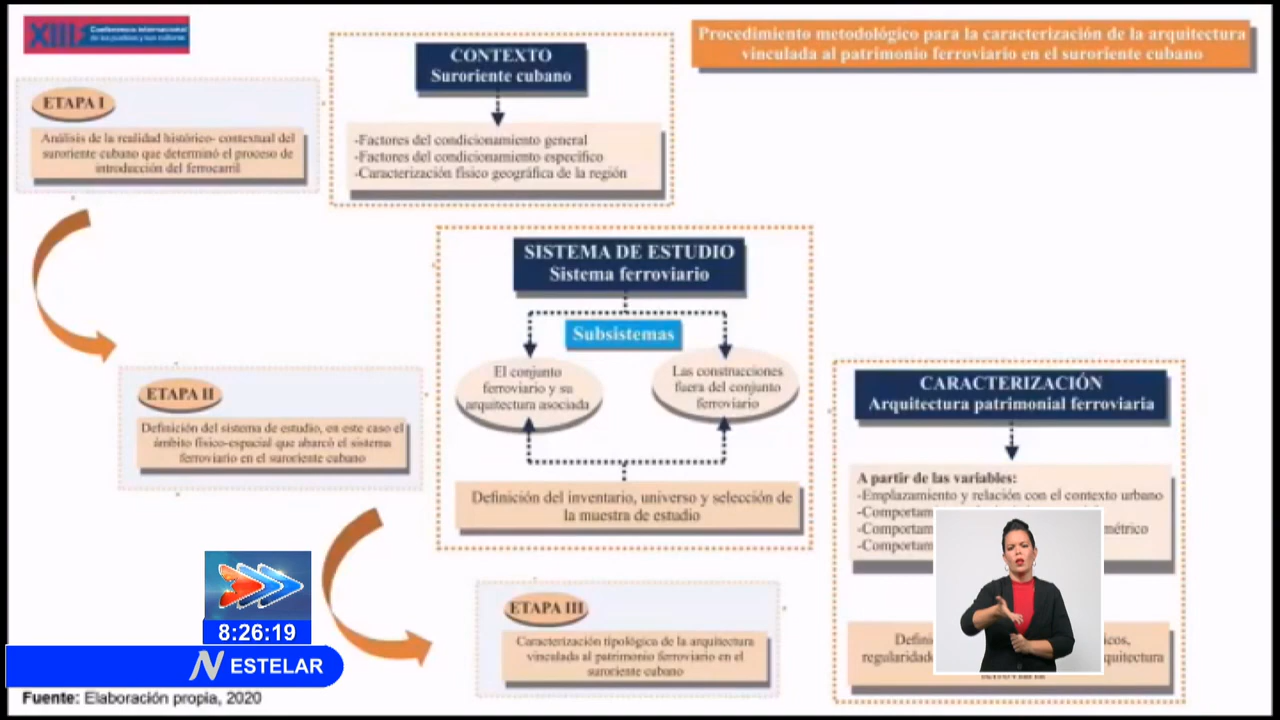 XIII Conferencia internacional
Procedimiento metodológico para la caracterización de la arquitectura
vinculada al patrimonio ferroviario en el suroriente cubano
CONTEXTO
Suroriente cubano
-Factores del condicionamiento general
-Factores del condicionamiento específico
-Caracterización físico geográfica de la región
ETAPA I
Análisis de la realidad histórico- contextual del
suroriente cubano que determinó el proceso de
introducción del ferrocarril
SISTEMA DE ESTUDIO
Sistema ferroviario
Subsistemas
El conjunto
ferroviario y su
arquitectura asociada
Las construcciones
fuera del conjunto
ferroviario
Definición del inventario, universo y selección de
la muestra de estudio
ETAPA II
Definición del sistema de estudio, en este caso el
ámbito físico-espacial que abarcó el sistema
ferroviario en el suroriente cubano
CARACTERIZACIÓN
Arquitectura patrimonial ferroviaria
A partir de las variables:
-Emplazamiento y relación con el contexto urbano
-Comportam
-Comportam métrico
-Comportam
Defini icos,
regularidade quitectura
ETAPA III
Caracterización tipológica de la arquitectura
vinculada al patrimonio ferroviario en el
suroriente cubano
8:26:19
N ESTELAR
Fuente: Elaboración propia, 2020